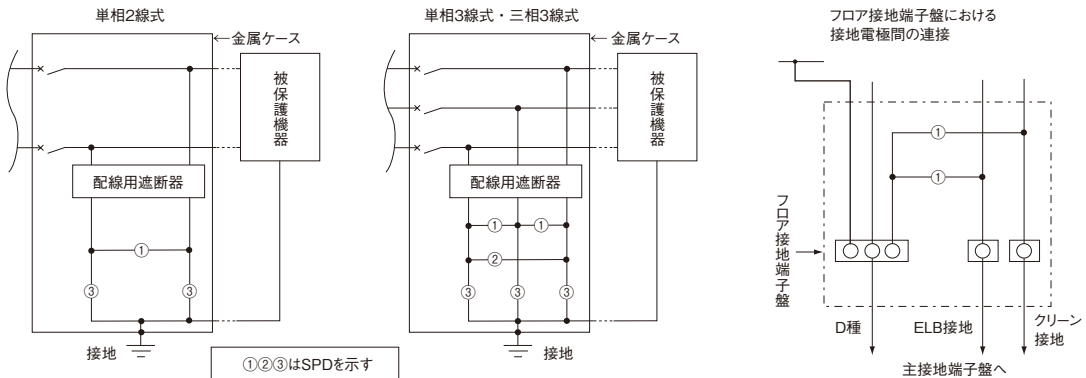 単相2線式
←金属ケース
被保護機器
配線用遮断器
①
③ ③
接地
単相3線式・三相3線式
←金属ケース
被保護機器
配線用遮断器
① ①
②
③ ③ ③
接地
①②③はSPDを示す
フロア接地端子盤における
接地電極間の連接
①
①
フロア接地端子盤
D種
ELB接地
クリーン
接地
主接地端子盤へ